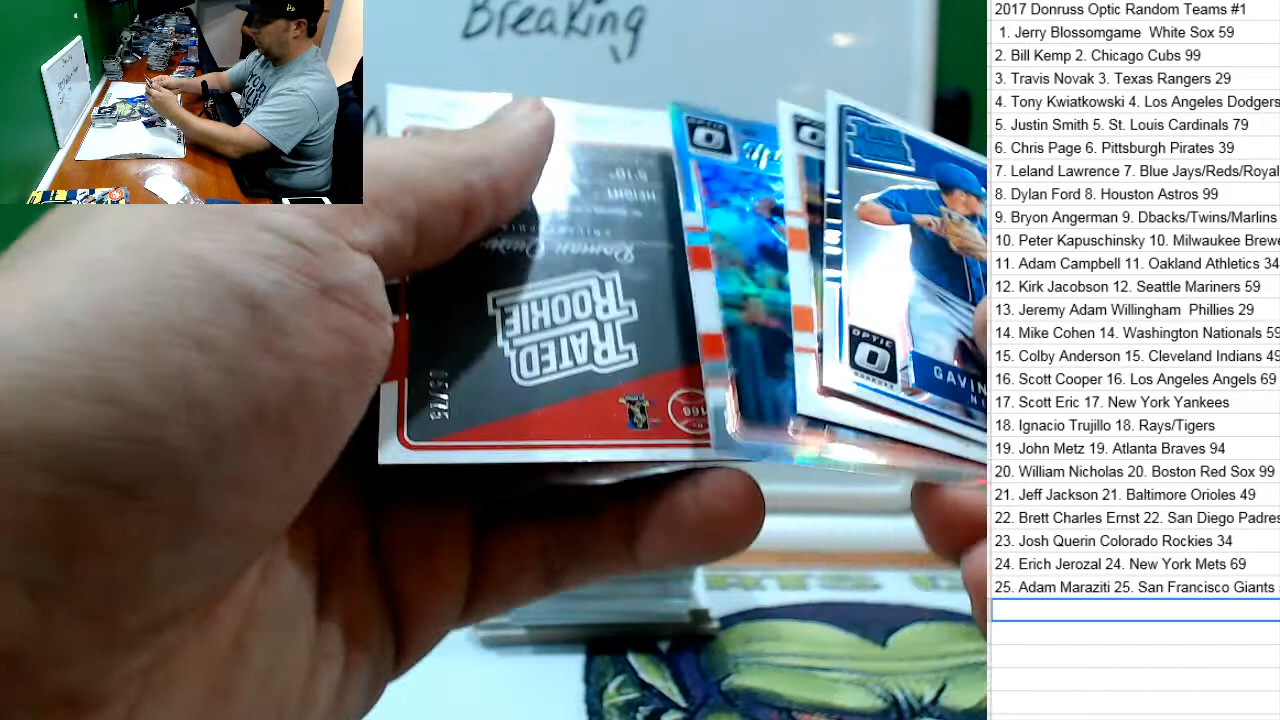 Breaking
2017 Donruss Optic Random Teams #1
1. Jerry Blossomgame  White Sox 59
2. Bill Kemp 2. Chicago Cubs 99
3. Travis Novak 3. Texas Rangers 29
4. Tony Kwiatkowski 4. Los Angeles Dodgers
5. Justin Smith 5. St. Louis Cardinals 79
6. Chris Page 6. Pittsburgh Pirates 39
7. Leland Lawrence 7. Blue Jays/Reds/Royal
8. Dylan Ford 8. Houston Astros 99
9. Bryon Angerman 9. Dbacks/Twins/Marlins
10. Peter Kapuschinsky 10. Milwaukee Brew
11. Adam Campbell 11. Oakland Athletics 34
12. Kirk Jacobson 12. Seattle Mariners 59
13. Jeremy Adam Willingham  Phillies 29
14. Mike Cohen 14. Washington Nationals 55
15. Colby Anderson 15. Cleveland Indians 49
16. Scott Cooper 16. Los Angeles Angels 69
17. Scott Eric 17. New York Yankees
18. Ignacio Trujillo 18. Rays/Tigers
19. John Metz 19. Atlanta Braves 94
20. William Nicholas 20. Boston Red Sox 99
21. Jeff Jackson 21. Baltimore Orioles 49
22. Brett Charles Ernst 22. San Diego Padres
23. Josh Querin Colorado Rockies 34
24. Erich Jerozal 24. New York Mets 69
25. Adam Maraziti 25. San Francisco Giants
RATED
ROOKIE
HEIGHT
166
OPTIC
OPTIC
OPTIC
GAVIN